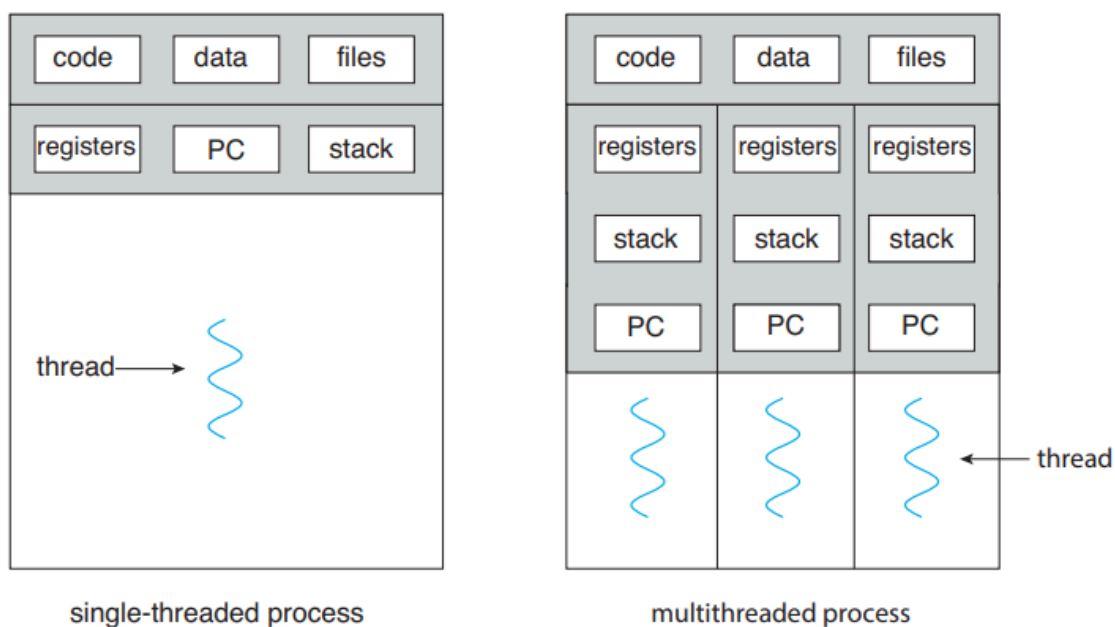 code data files
registers PC stack
thread
single-threaded process
code data files
registers registers registers
stack stack stack
PC PC PC
thread
multithreaded process